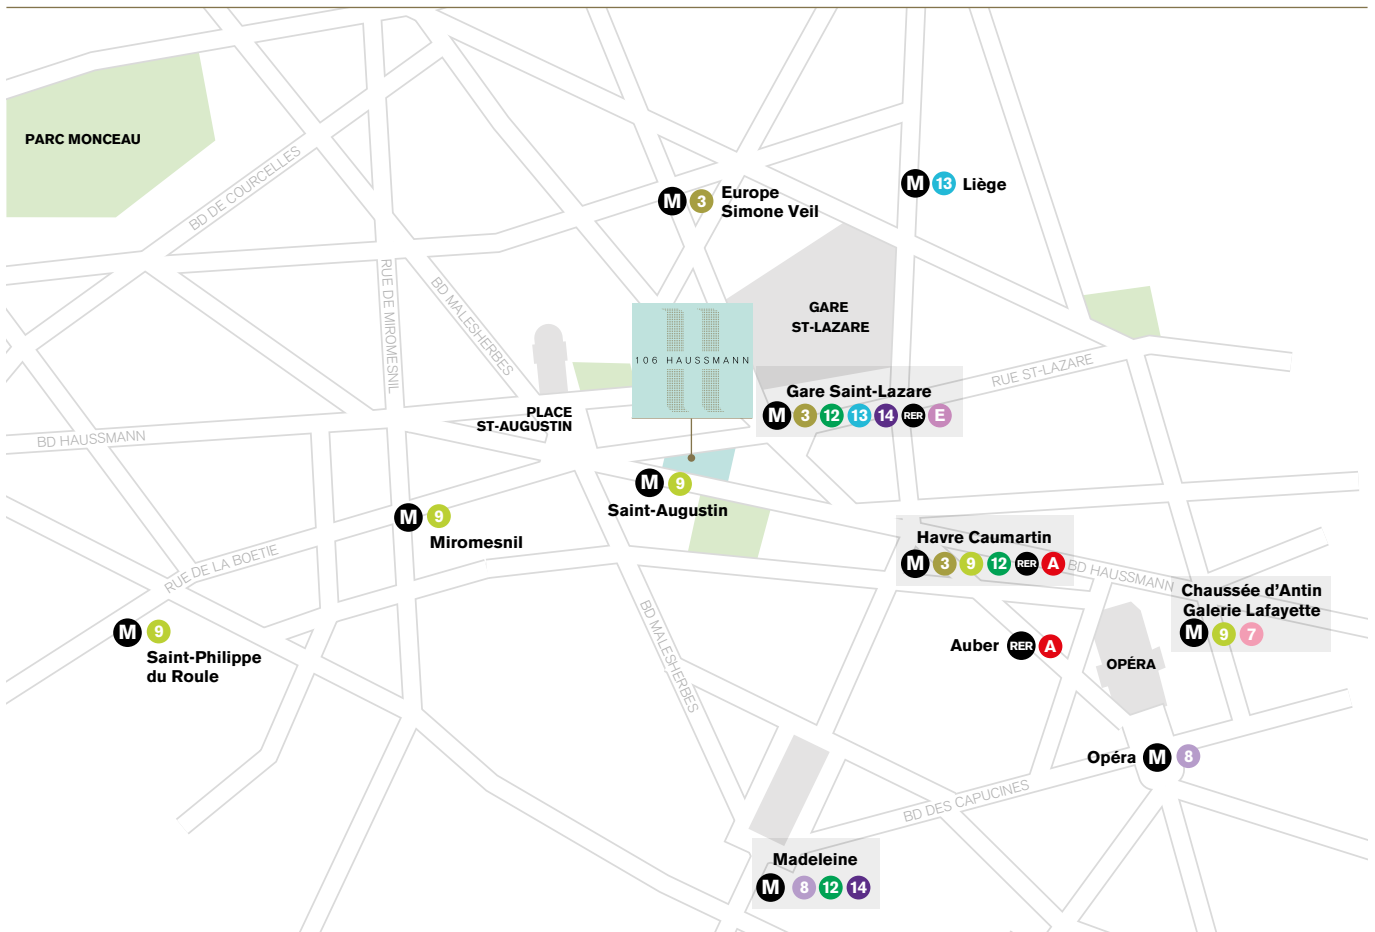 PARC MONCEAU
BD DE COURCELLES
M 3 Europe
Simone Veil
M 13 Liège
RUE DE MIROMESNIL
BD MALESHERBES
GARE
ST-LAZARE
106 HAUSSMANN
RUE ST-LAZARE
Gare Saint-Lazare
M 3 12 13 14 RER E
PLACE
ST-AUGUSTIN
BD HAUSSMANN
M 9
Saint-Augustin
M 9
Miromesnil
RUE DE LA BOETIE
Havre Caumartin
M 3 9 12 RER A
BD HAUSSMANN
Chaussée d'Antin
Galerie Lafayette
M 9 7
M 9
Saint-Philippe
du Roule
BD MALESHERBES
Auber RER A
OPÉRA
Opéra M 8
BD DES CAPUCINES
Madeleine
M 8 12 14